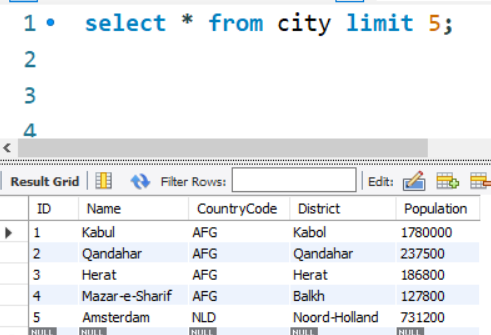 1 select * from city limit 5;
2
3
4
Result Grid Filter Rows: Edit:
ID Name CountryCode District Population
1 Kabul AFG Kabol 1780000
2 Qandahar AFG Qandahar 237500
3 Herat AFG Herat 186800
4 Mazar-e-Sharif AFG Balkh 127800
5 Amsterdam NLD Noord-Holland 731200
NULL NULL NULL NULL NULL